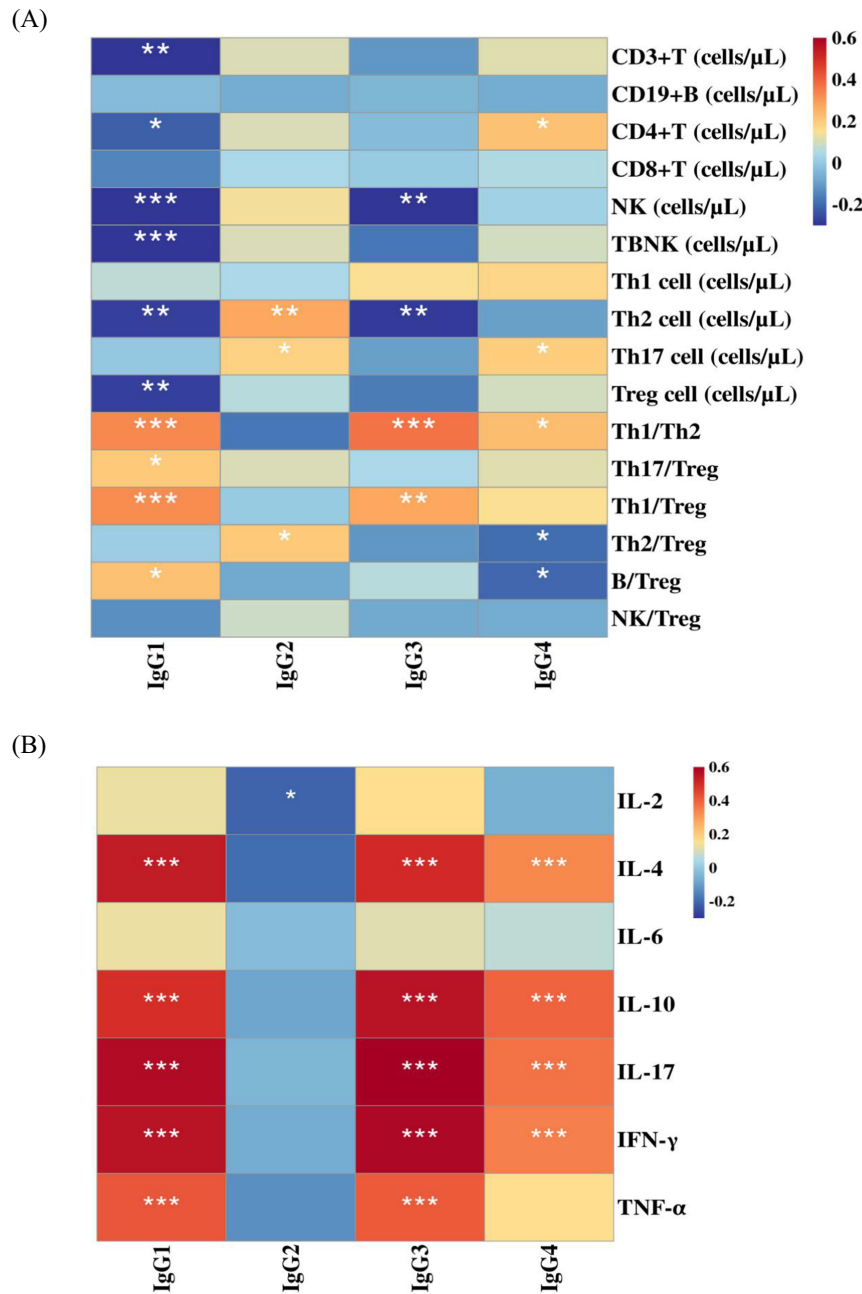 (A)
0.6
** CD3+T (cells/μL)
CD19+B (cells/μL)
0.4
* * CD4+T (cells/μL)
0.2
CD8+T (cells/μL)
0
*** ** NK (cells/μL)
-0.2
*** TBNK (cells/μL)
Th1 cell (cells/μL)
** ** ** Th2 cell (cells/μL)
* * Th17 cell (cells/μL)
** Treg cell (cells/μL)
*** *** * Th1/Th2
* Th17/Treg
*** ** Th1/Treg
* * Th2/Treg
* * B/Treg
NK/Treg
IgG1 IgG2 IgG3 IgG4
(B)
0.6
* IL-2
0.4
0.2
*** *** *** IL-4
0
-0.2
IL-6
*** *** *** IL-10
*** *** *** IL-17
*** *** *** IFN-γ
*** *** TNF-α
IgG1 IgG2 IgG3 IgG4